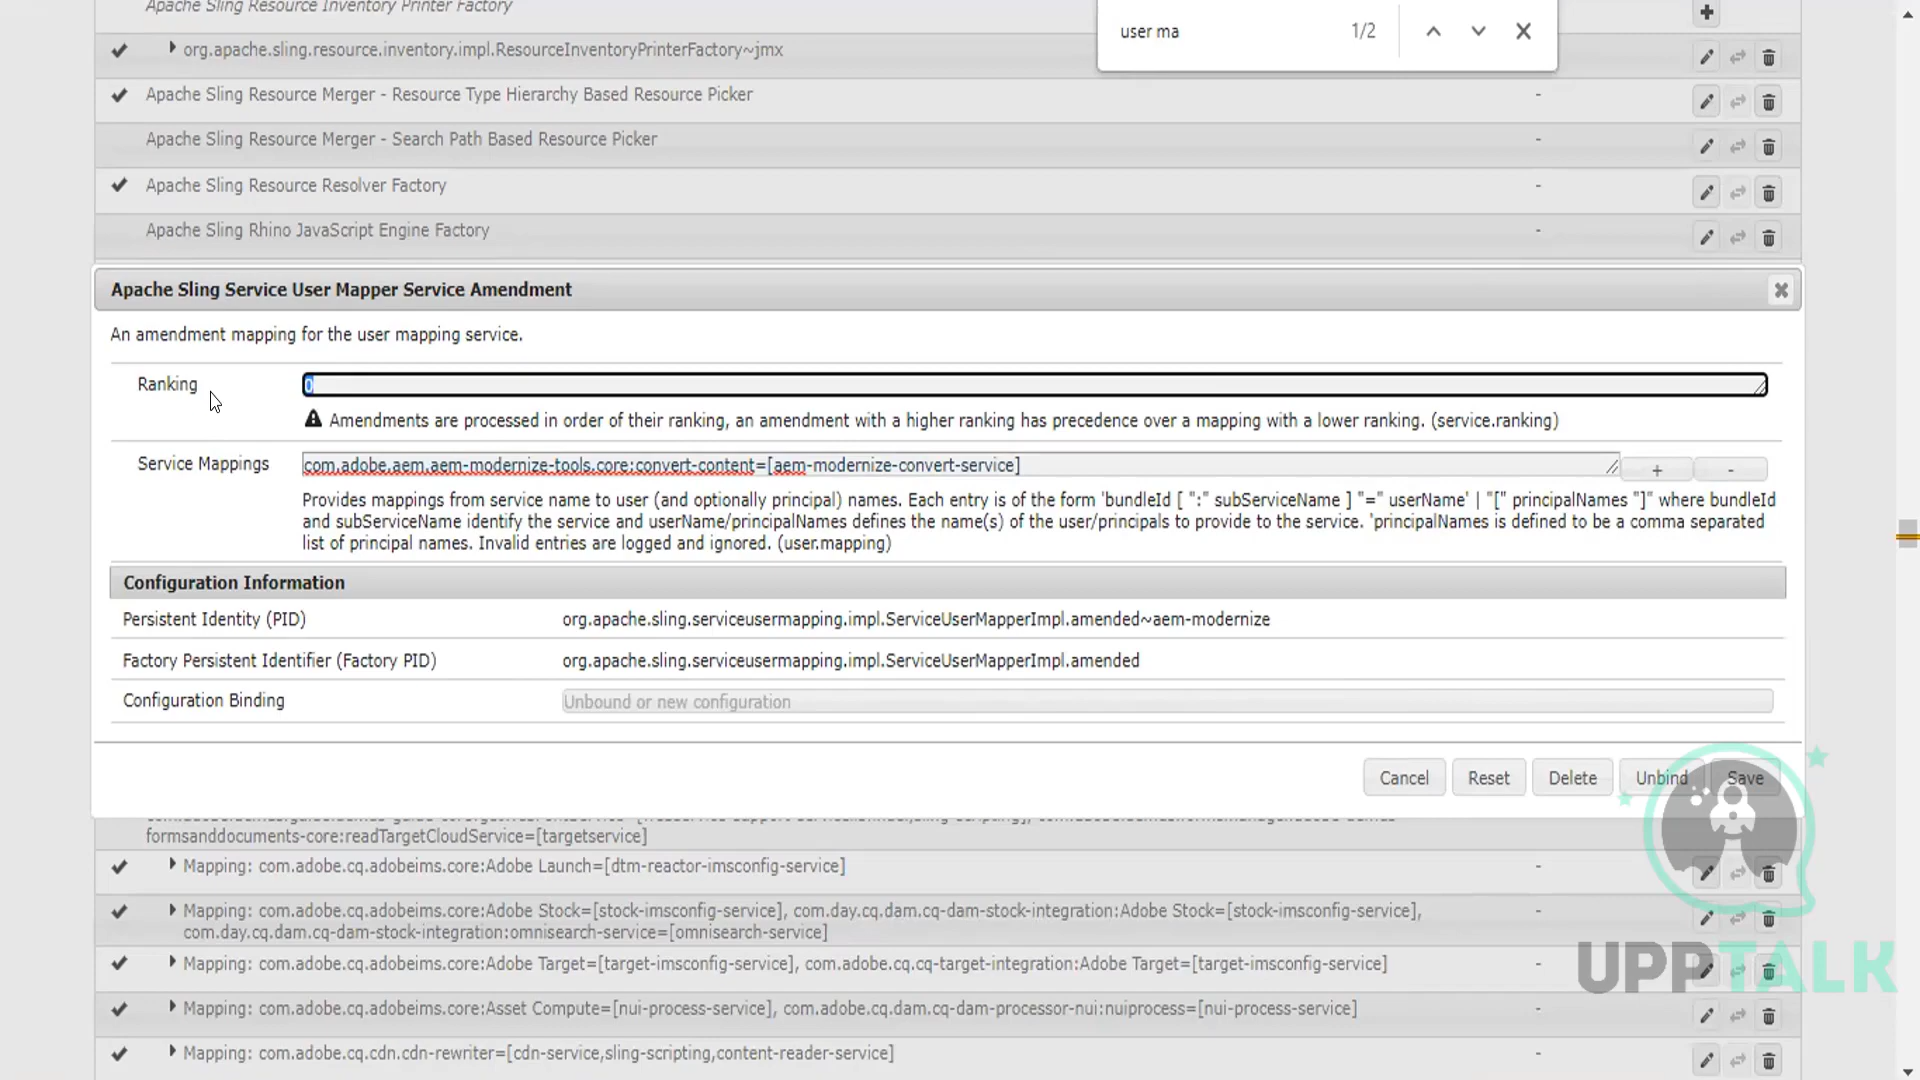 Apache Sling Resource Inventory Printer Factory
user ma 1/2
org.apache.sling.resource.inventory.impl.ResourceInventoryPrinterFactory~jmx
Apache Sling Resource Merger - Resource Type Hierarchy Based Resource Picker -
Apache Sling Resource Merger - Search Path Based Resource Picker -
Apache Sling Resource Resolver Factory -
Apache Sling Rhino JavaScript Engine Factory -
Apache Sling Service User Mapper Service Amendment
An amendment mapping for the user mapping service.
Ranking 0
Amendments are processed in order of their ranking, an amendment with a higher ranking has precedence over a mapping with a lower ranking. (service.ranking)
Service Mappings com.adobe.aem.aem-modernize-tools.core:convert-content=[aem-modernize-convert-service] + -
Provides mappings from service name to user (and optionally principal) names. Each entry is of the form 'bundleId [ ":" subServiceName ] "=" userName' | "[" principalNames "]" where bundleId
and subServiceName identify the service and userName/principalNames defines the name(s) of the user/principals to provide to the service. 'principalNames is defined to be a comma separated
list of principal names. Invalid entries are logged and ignored. (user.mapping)
Configuration Information
Persistent Identity (PID) org.apache.sling.serviceusermapping.impl.ServiceUserMapperImpl.amended~aem-modernize
Factory Persistent Identifier (Factory PID) org.apache.sling.serviceusermapping.impl.ServiceUserMapperImpl.amended
Configuration Binding Unbound or new configuration
Cancel Reset Delete Unbind Save
formsanddocuments-core:readTargetCloudService=[targetservice]
Mapping: com.adobe.cq.adobeims.core:Adobe Launch=[dtm-reactor-imsconfig-service] -
Mapping: com.adobe.cq.adobeims.core:Adobe Stock=[stock-imsconfig-service], com.day.cq.dam.cq-dam-stock-integration:Adobe Stock=[stock-imsconfig-service], -
com.day.cq.dam.cq-dam-stock-integration:omnisearch-service=[omnisearch-service]
Mapping: com.adobe.cq.adobeims.core:Adobe Target=[target-imsconfig-service], com.adobe.cq.cq-target-integration:Adobe Target=[target-imsconfig-service] -
Mapping: com.adobe.cq.adobeims.core:Asset Compute=[nui-process-service], com.adobe.cq.dam.cq-dam-processor-nui:nuiprocess=[nui-process-service] -
Mapping: com.adobe.cq.cdn.cdn-rewriter=[cdn-service,sling-scripting,content-reader-service] -
UPPTALK